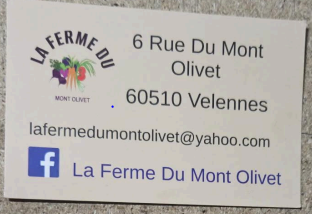 LA FERME DU
MONT OLIVET
6 Rue Du Mont
Olivet
60510 Velennes
lafermedumontolivet@yahoo.com
f La Ferme Du Mont Olivet